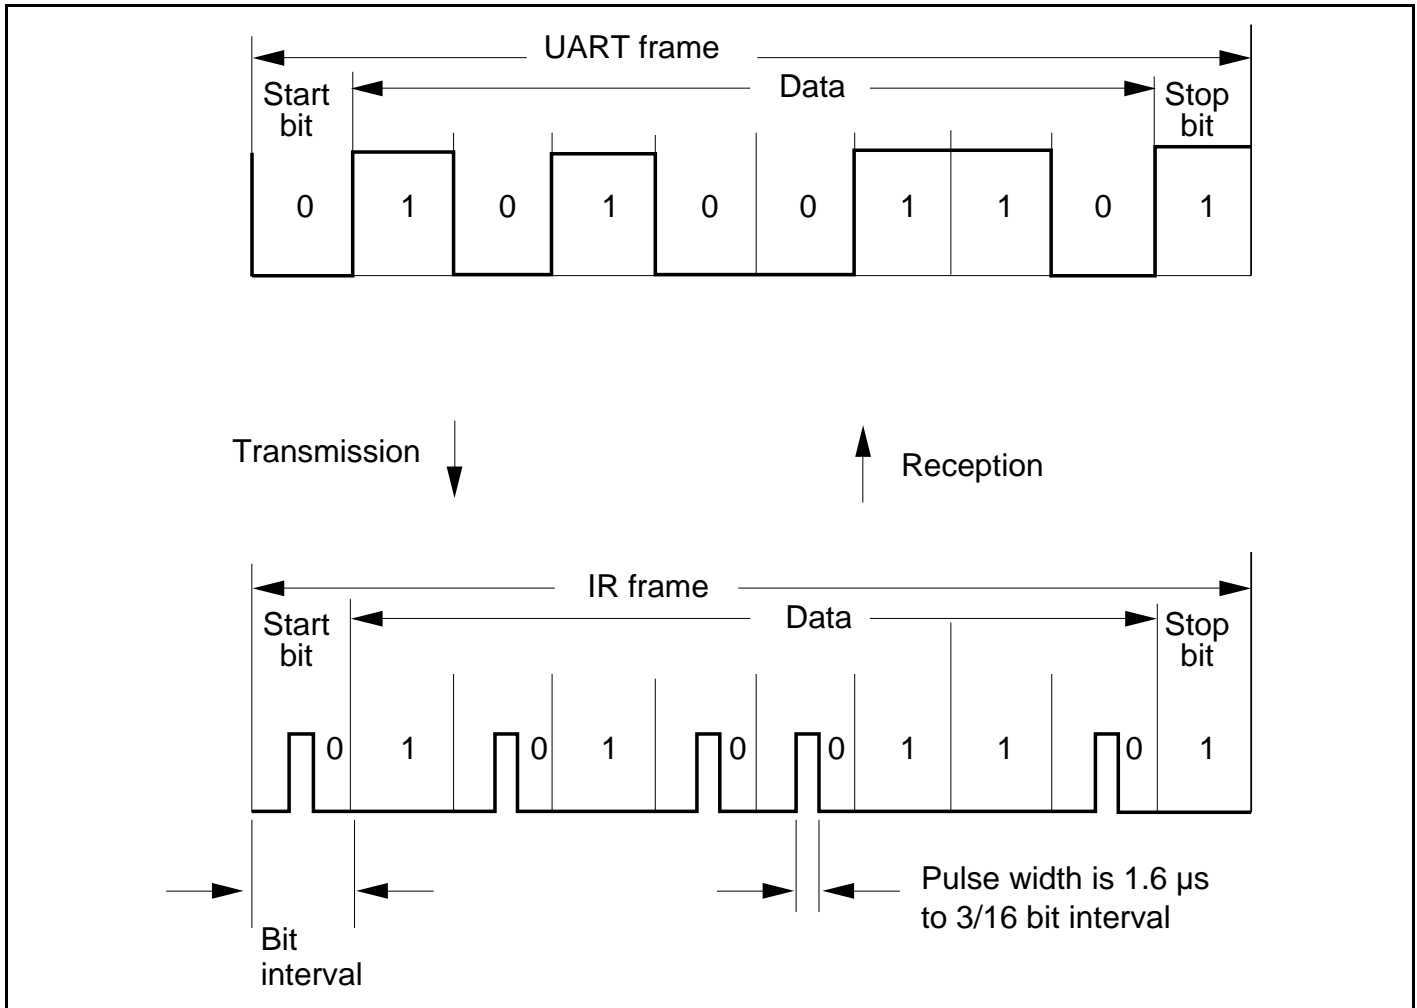 UART frame
Start
bit
Data
Stop
bit
0 1 0 1 0 0 1 1 0 1
Transmission
Reception
IR frame
Start
bit
Data
Stop
bit
0 1 0 1 0 0 1 1 0 1
Pulse width is 1.6 μs
to 3/16 bit interval
Bit
interval